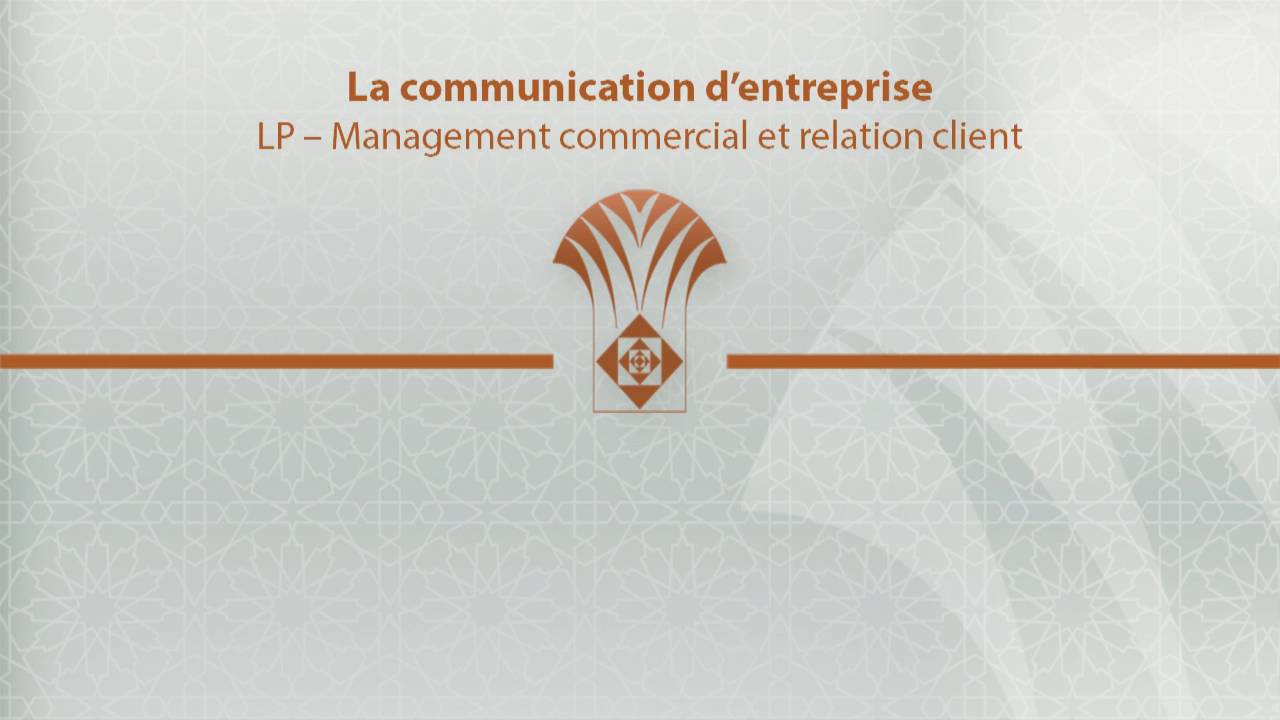 La communication d’entreprise
LP – Management commercial et relation client